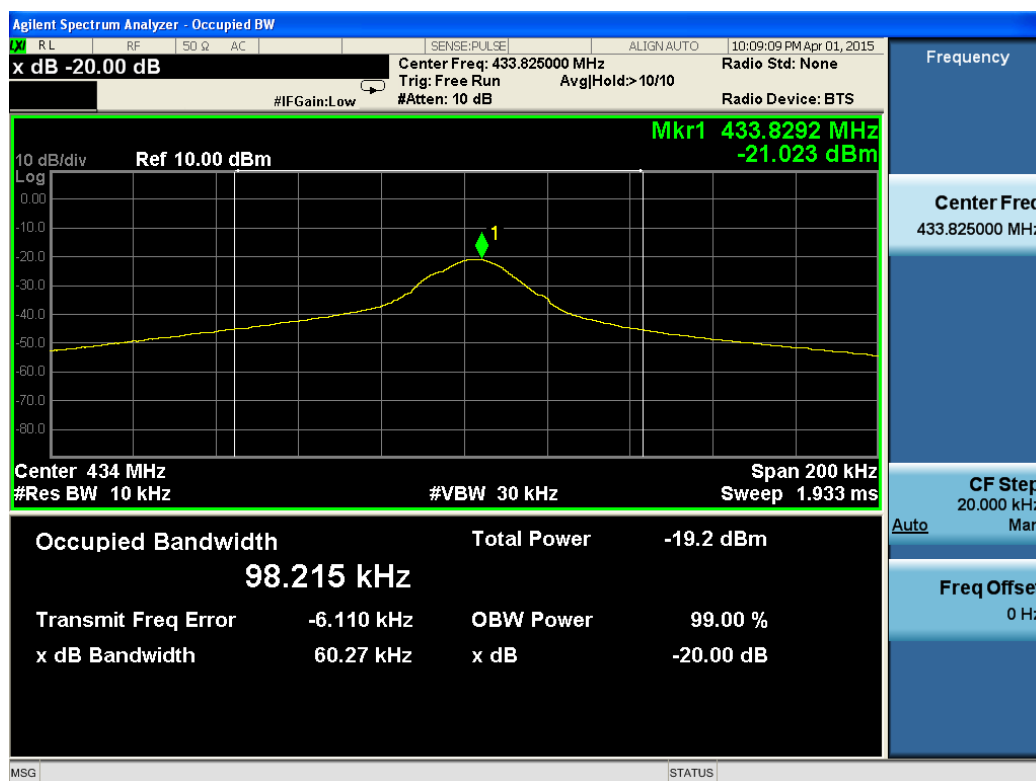 Agilent Spectrum Analyzer - Occupied BW
LXI RL RF 50 Ω AC SENSE:PULSE ALIGN AUTO 10:09:09 PM Apr 01, 2015
x dB -20.00 dB Center Freq: 433.825000 MHz Radio Std: None
Trig: Free Run Avg|Hold:> 10/10
#IFGain:Low #Atten: 10 dB Radio Device: BTS
Mkr1 433.8292 MHz
-21.023 dBm
10 dB/div Ref 10.00 dBm
Log
0.00
-10.0
1
-20.0
-30.0
-40.0
-50.0
-60.0
-70.0
-80.0
Center 434 MHz Span 200 kHz
#Res BW 10 kHz #VBW 30 kHz Sweep 1.933 ms
Occupied Bandwidth Total Power -19.2 dBm
98.215 kHz
Transmit Freq Error -6.110 kHz OBW Power 99.00 %
x dB Bandwidth 60.27 kHz x dB -20.00 dB
Frequency
Center Freq
433.825000 MHz
CF Step
20.000 kHz
Auto Man
Freq Offset
0 Hz
MSG STATUS